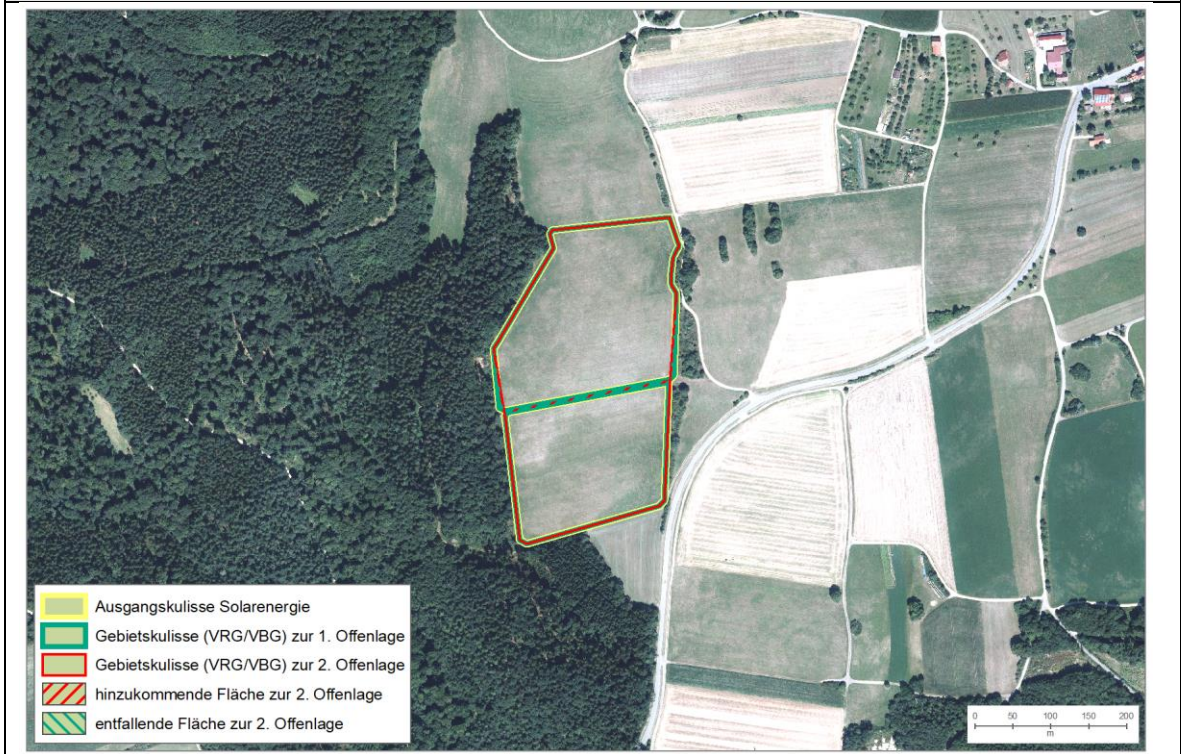 Ausgangskulisse Solarenergie
Gebietskulisse (VRG/VBG) zur 1. Offenlage
Gebietskulisse (VRG/VBG) zur 2. Offenlage
hinzukommende Fläche zur 2. Offenlage
entfallende Fläche zur 2. Offenlage
0 50 100 150 200
m